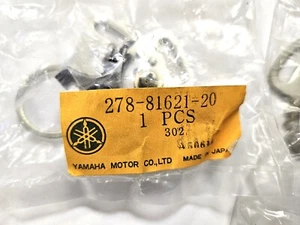 278-81621-20
1 PCS
302
YAMAHA MOTOR CO.,LTD MADE IN JAPAN